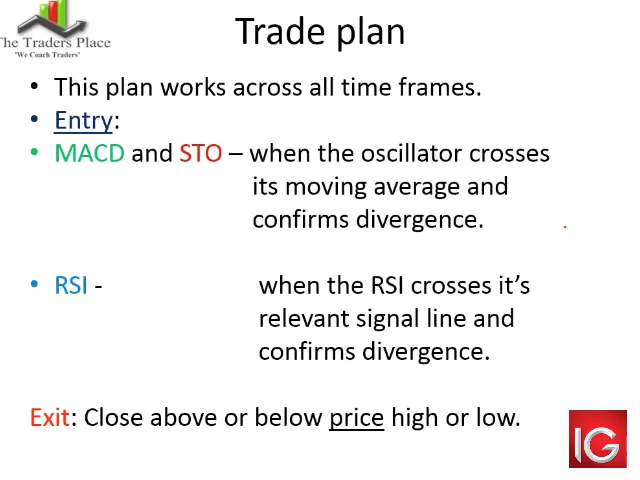 The Traders Place
'We Coach Traders'
Trade plan
• This plan works across all time frames.
• Entry:
• MACD and STO – when the oscillator crosses
its moving average and
confirms divergence.
• RSI - when the RSI crosses it's
relevant signal line and
confirms divergence.
Exit: Close above or below price high or low.
IG